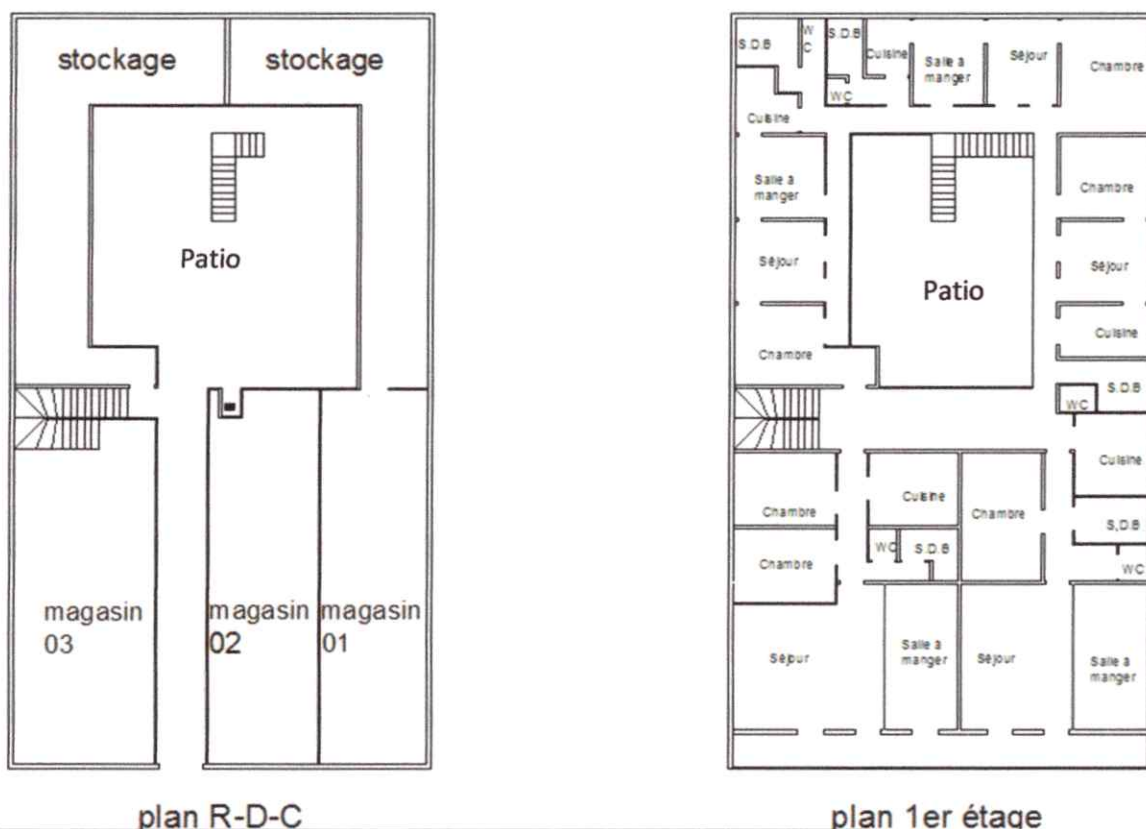 stockage
stockage
Patio
magasin
03
magasin
02
magasin
01
plan R-D-C
S.D.B
W
C
S.D.B
Cuisine
Salle à
manger
Séjour
Chambre
WC
Cuisine
Salle à
manger
Chambre
Séjour
Séjour
Patio
Cuisine
Chambre
S.D.B
WC
Cuisine
Chambre
Cuisine
Chambre
S.D.B
WC
S.D.B
Chambre
WC
Séjour
Salle à
manger
Séjour
Salle à
manger
plan 1er étage